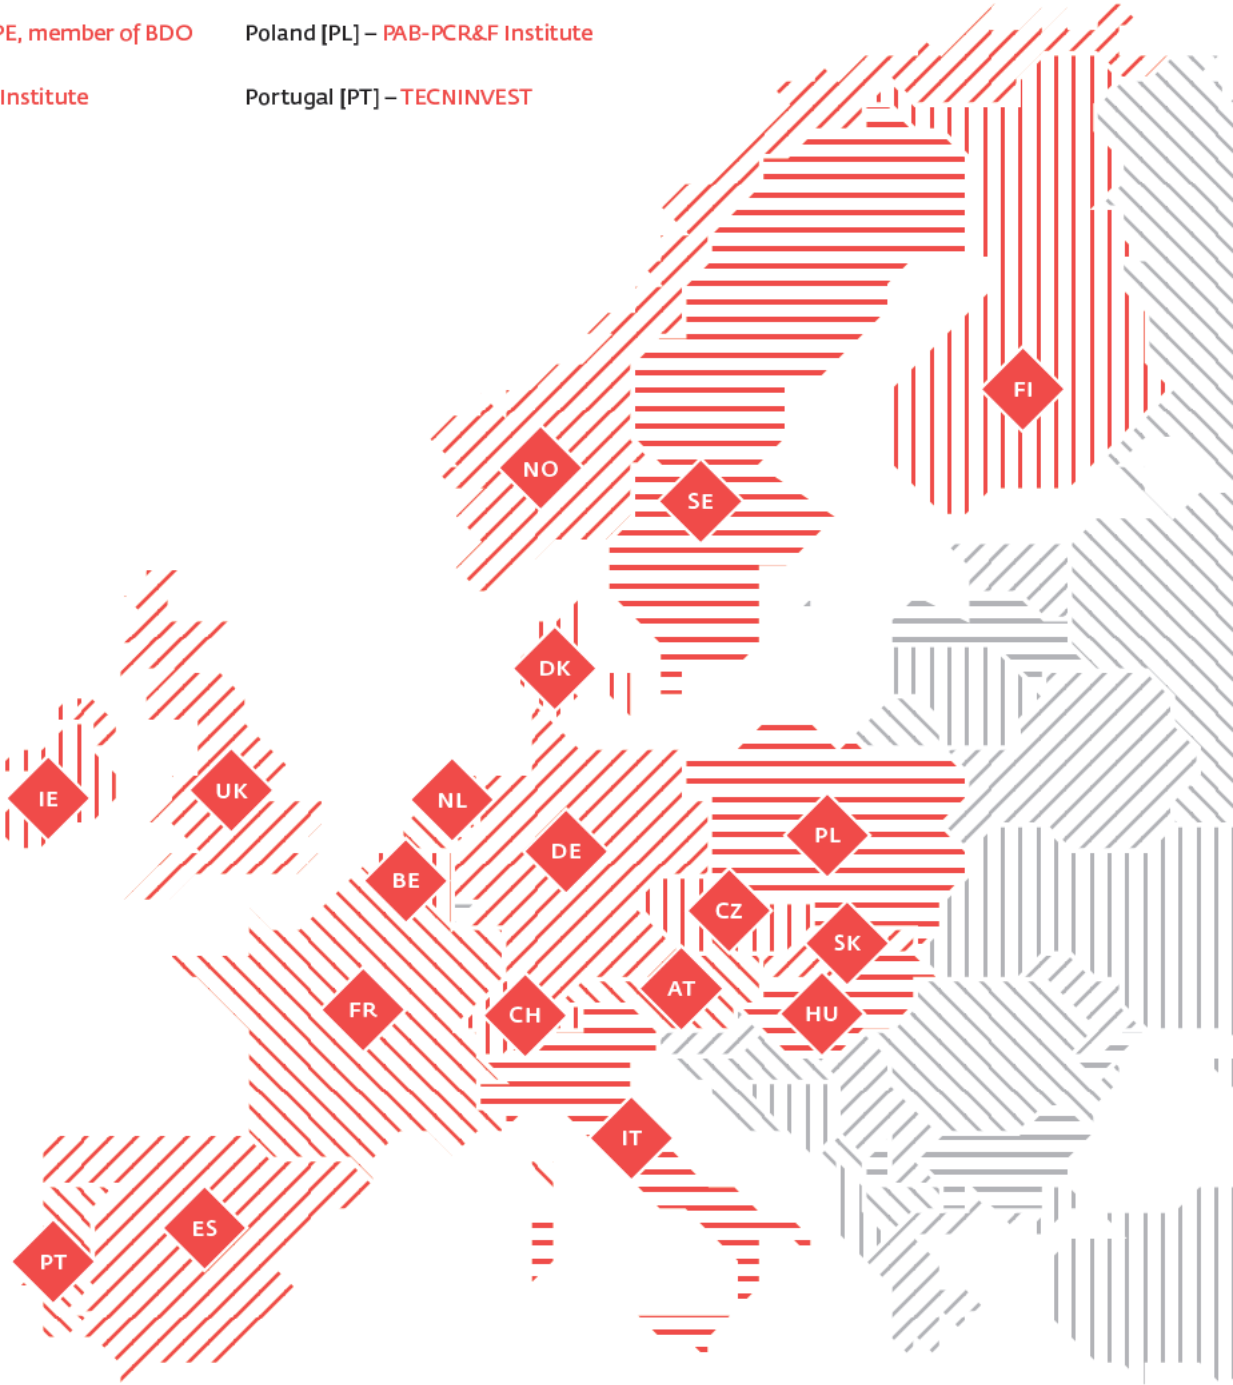 PE, member of BDO
Poland [PL] – PAB-PCR&F Institute
Institute
Portugal [PT] – TECNINVEST
FI
NO
SE
DK
IE
UK
NL
DE
PL
BE
CZ
SK
AT
FR
CH
HU
IT
ES
PT